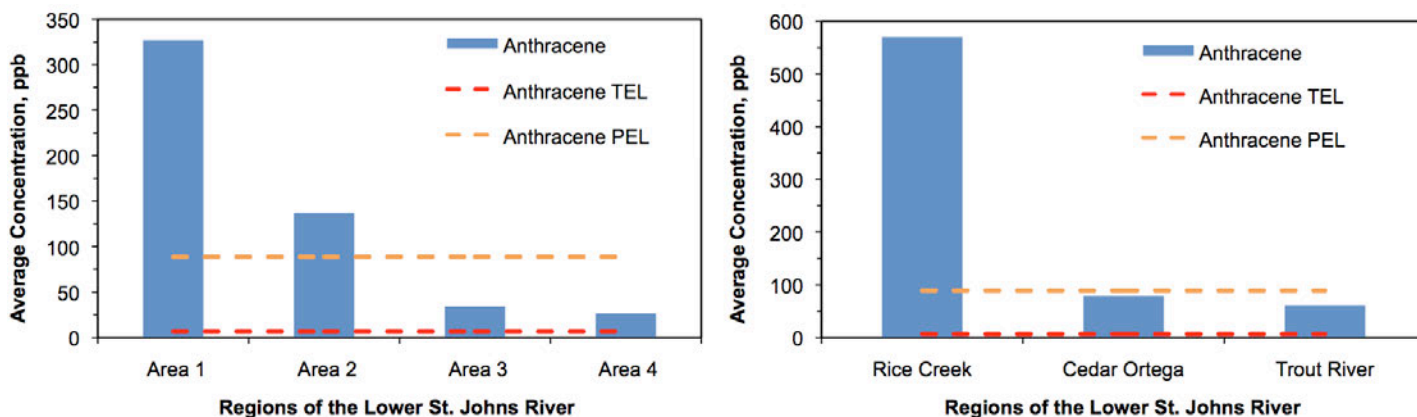 Average Concentration, ppb
350
300
250
200
150
100
50
0
Anthracene
Anthracene TEL
Anthracene PEL
Area 1 Area 2 Area 3 Area 4
Regions of the Lower St. Johns River
Average Concentration, ppb
600
500
400
300
200
100
0
Anthracene
Anthracene TEL
Anthracene PEL
Rice Creek Cedar Ortega Trout River
Regions of the Lower St. Johns River